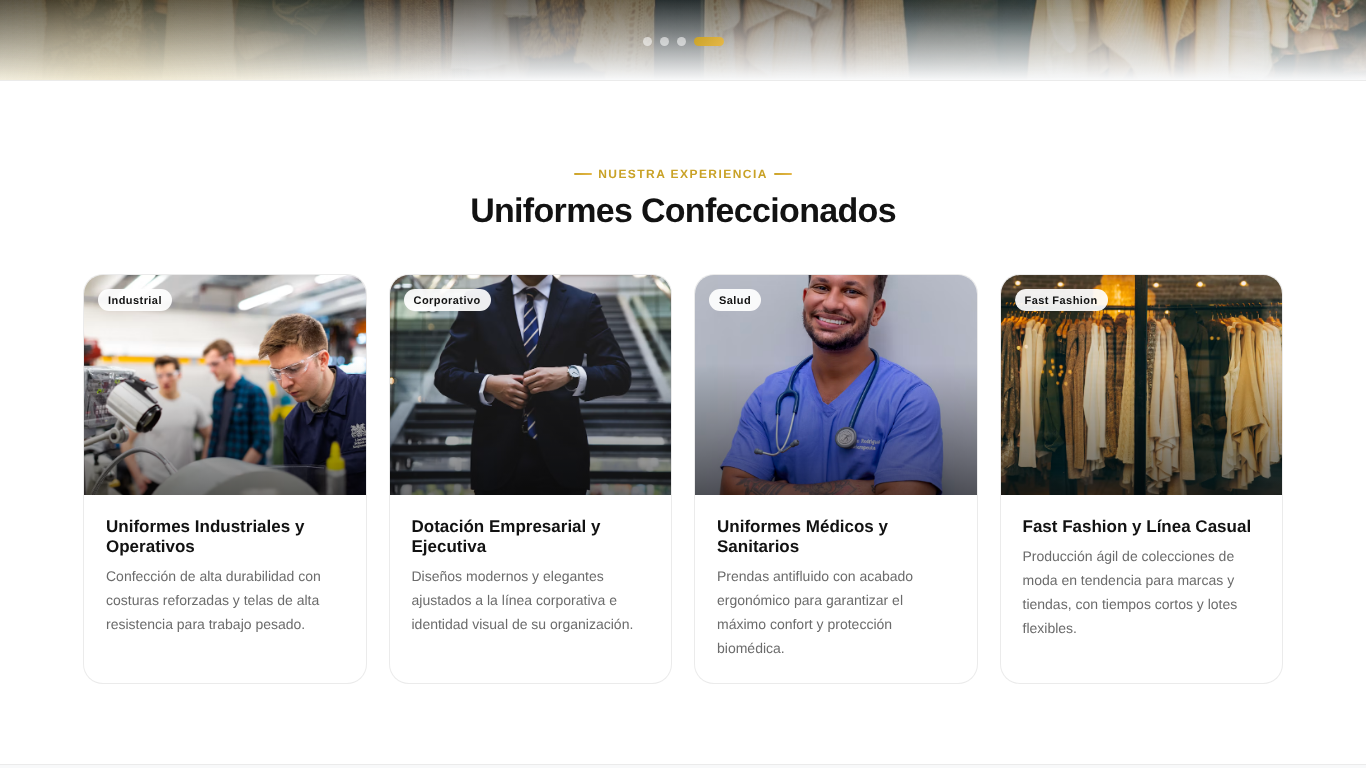 NUESTRA EXPERIENCIA
Uniformes Confeccionados
Industrial
Uniformes Industriales y
Operativos
Confección de alta durabilidad con
costuras reforzadas y telas de alta
resistencia para trabajo pesado.
Corporativo
Dotación Empresarial y
Ejecutiva
Diseños modernos y elegantes
ajustados a la línea corporativa e
identidad visual de su organización.
Salud
Uniformes Médicos y
Sanitarios
Prendas antifluido con acabado
ergonómico para garantizar el
máximo confort y protección
biomédica.
Fast Fashion
Fast Fashion y Línea Casual
Producción ágil de colecciones de
moda en tendencia para marcas y
tiendas, con tiempos cortos y lotes
flexibles.